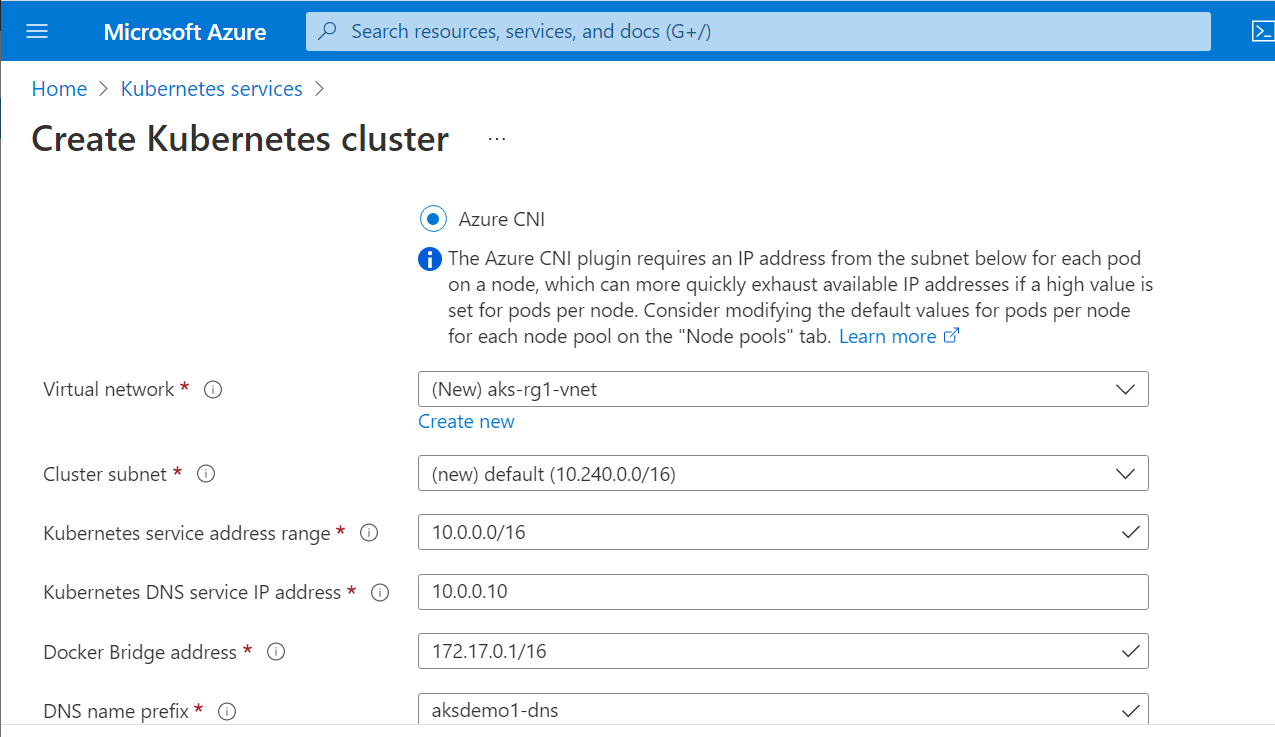 Microsoft Azure
Search resources, services, and docs (G+/)
Home > Kubernetes services >
Create Kubernetes cluster ...
Azure CNI
The Azure CNI plugin requires an IP address from the subnet below for each pod
on a node, which can more quickly exhaust available IP addresses if a high value is
set for pods per node. Consider modifying the default values for pods per node
for each node pool on the "Node pools" tab. Learn more
Virtual network * (New) aks-rg1-vnet
Create new
Cluster subnet * (new) default (10.240.0.0/16)
Kubernetes service address range * 10.0.0.0/16
Kubernetes DNS service IP address * 10.0.0.10
Docker Bridge address * 172.17.0.1/16
DNS name prefix * aksdemo1-dns